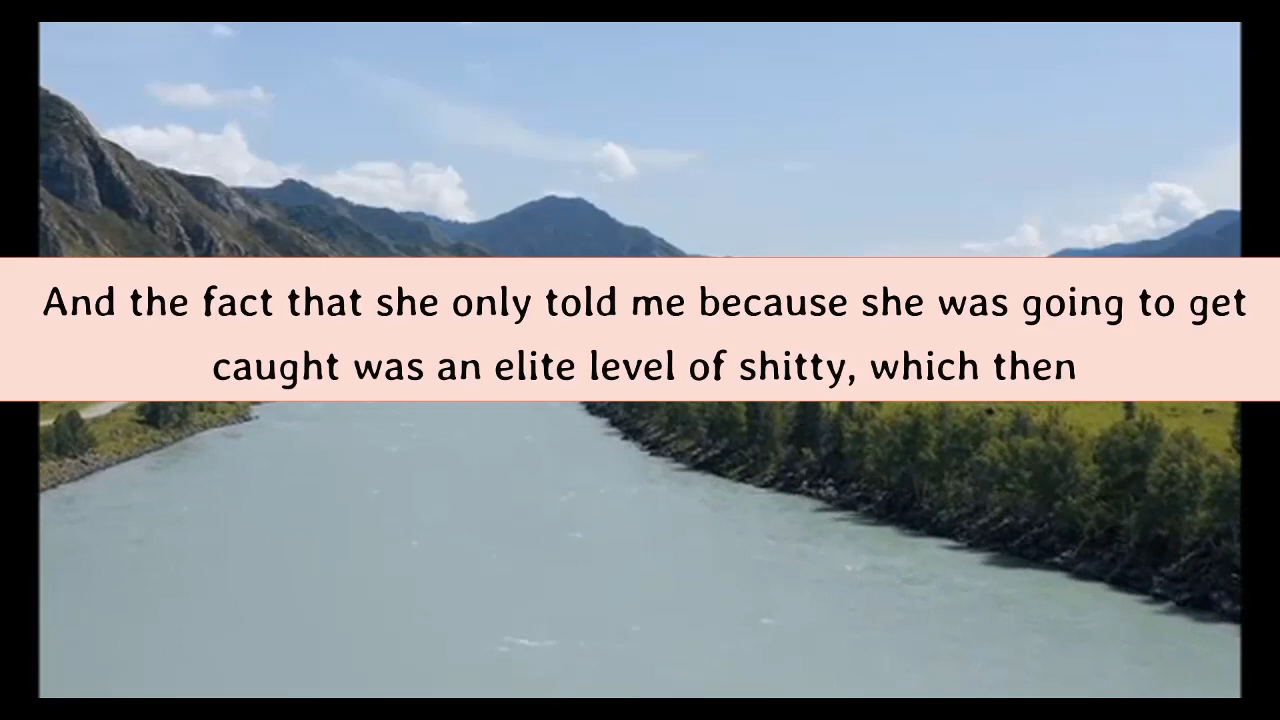 And the fact that she only told me because she was going to get
caught was an elite level of shitty, which then